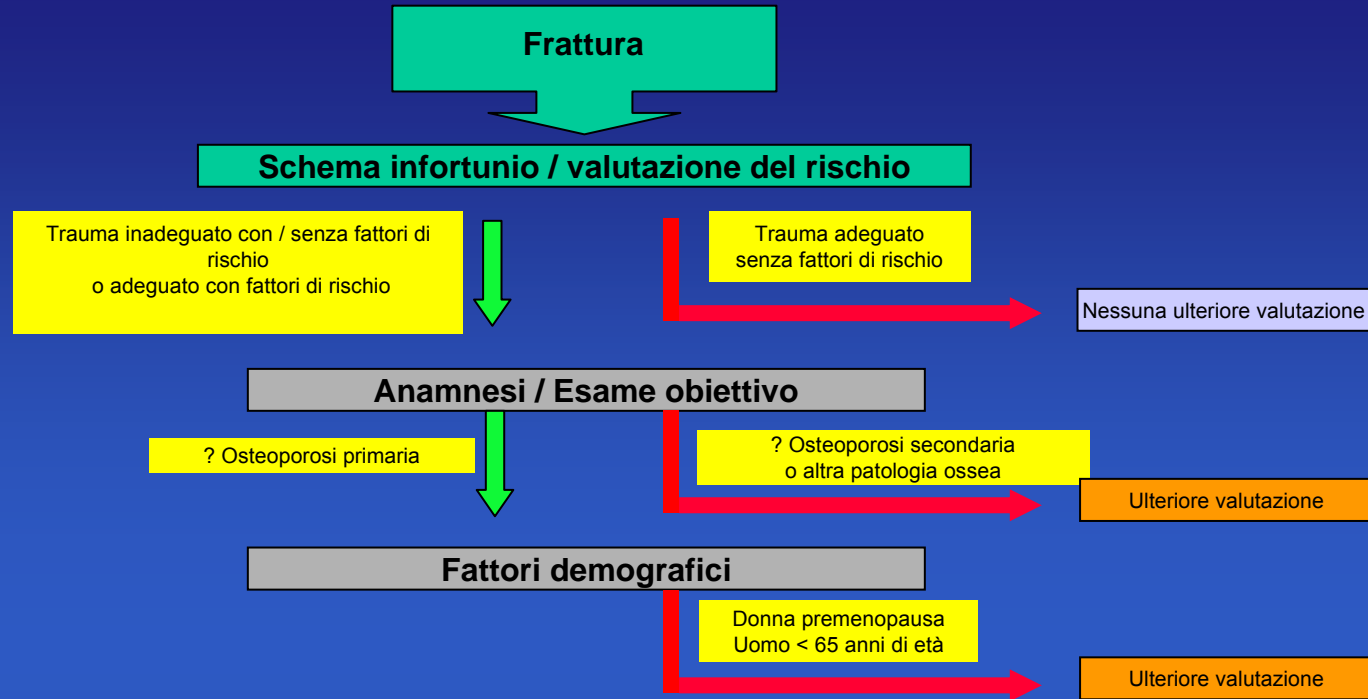 Frattura
Schema infortunio / valutazione del rischio
Trauma inadeguato con / senza fattori di
rischio
o adeguato con fattori di rischio
Trauma adeguato
senza fattori di rischio
Nessuna ulteriore valutazione
Anamnesi / Esame obiettivo
? Osteoporosi primaria
? Osteoporosi secondaria
o altra patologia ossea
Ulteriore valutazione
Fattori demografici
Donna premenopausa
Uomo < 65 anni di età
Ulteriore valutazione